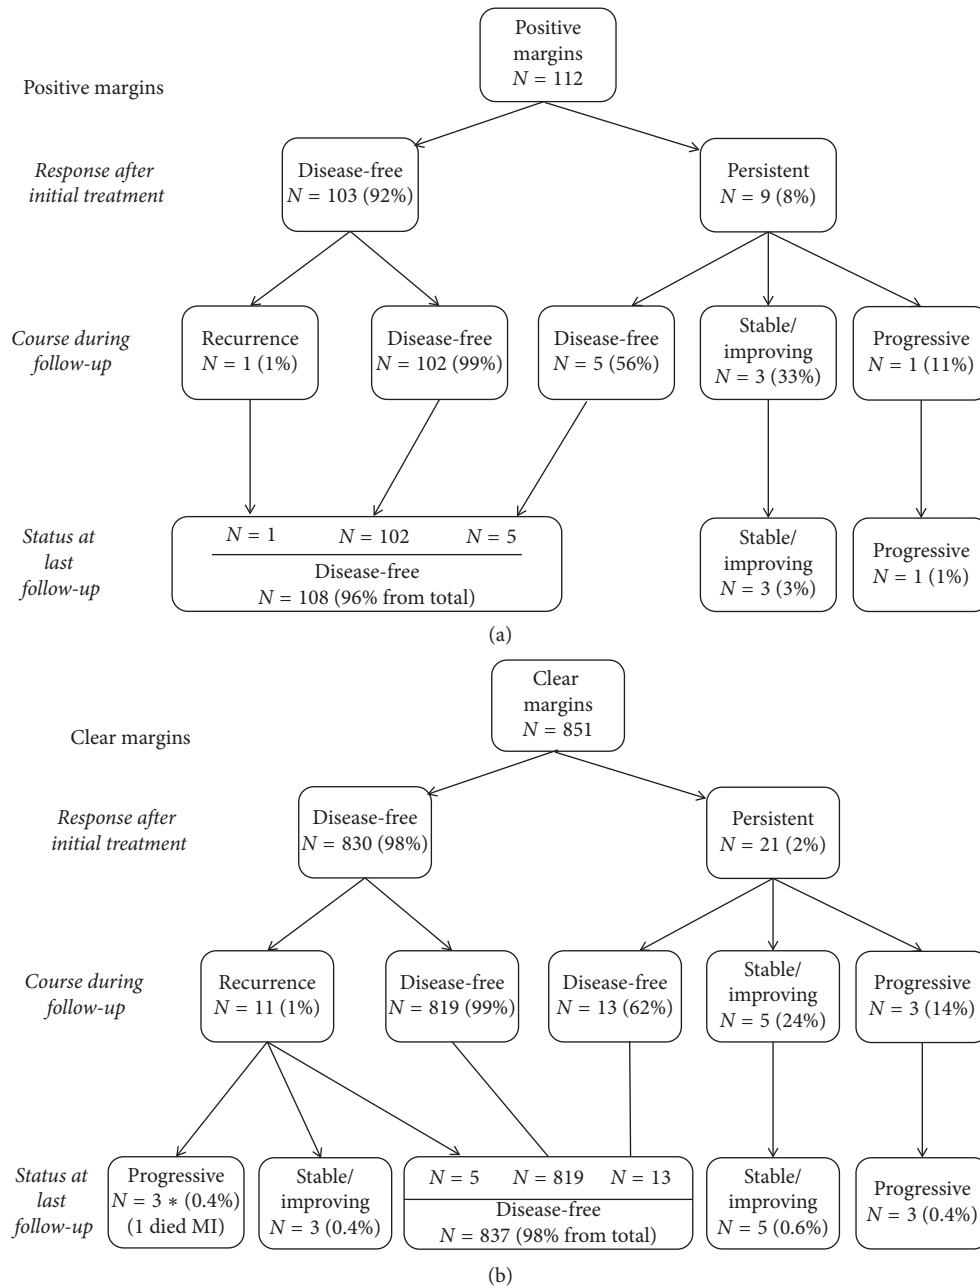 Positive
margins
N = 112
Positive margins
Response after
initial treatment
Disease-free
N = 103 (92%)
Persistent
N = 9 (8%)
Course during
follow-up
Recurrence
N = 1 (1%)
Disease-free
N = 102 (99%)
Disease-free
N = 5 (56%)
Stable/
improving
N = 3 (33%)
Progressive
N = 1 (11%)
Status at
last
follow-up
N = 1 N = 102 N = 5
Disease-free
N = 108 (96% from total)
Stable/
improving
N = 3 (3%)
Progressive
N = 1 (1%)
(a)
Clear
margins
N = 851
Clear margins
Response after
initial treatment
Disease-free
N = 830 (98%)
Persistent
N = 21 (2%)
Course during
follow-up
Recurrence
N = 11 (1%)
Disease-free
N = 819 (99%)
Disease-free
N = 13 (62%)
Stable/
improving
N = 5 (24%)
Progressive
N = 3 (14%)
Status at
last
follow-up
Progressive
N = 3 * (0.4%)
(1 died MI)
Stable/
improving
N = 3 (0.4%)
N = 5 N = 819 N = 13
Disease-free
N = 837 (98% from total)
Stable/
improving
N = 5 (0.6%)
Progressive
N = 3 (0.4%)
(b)